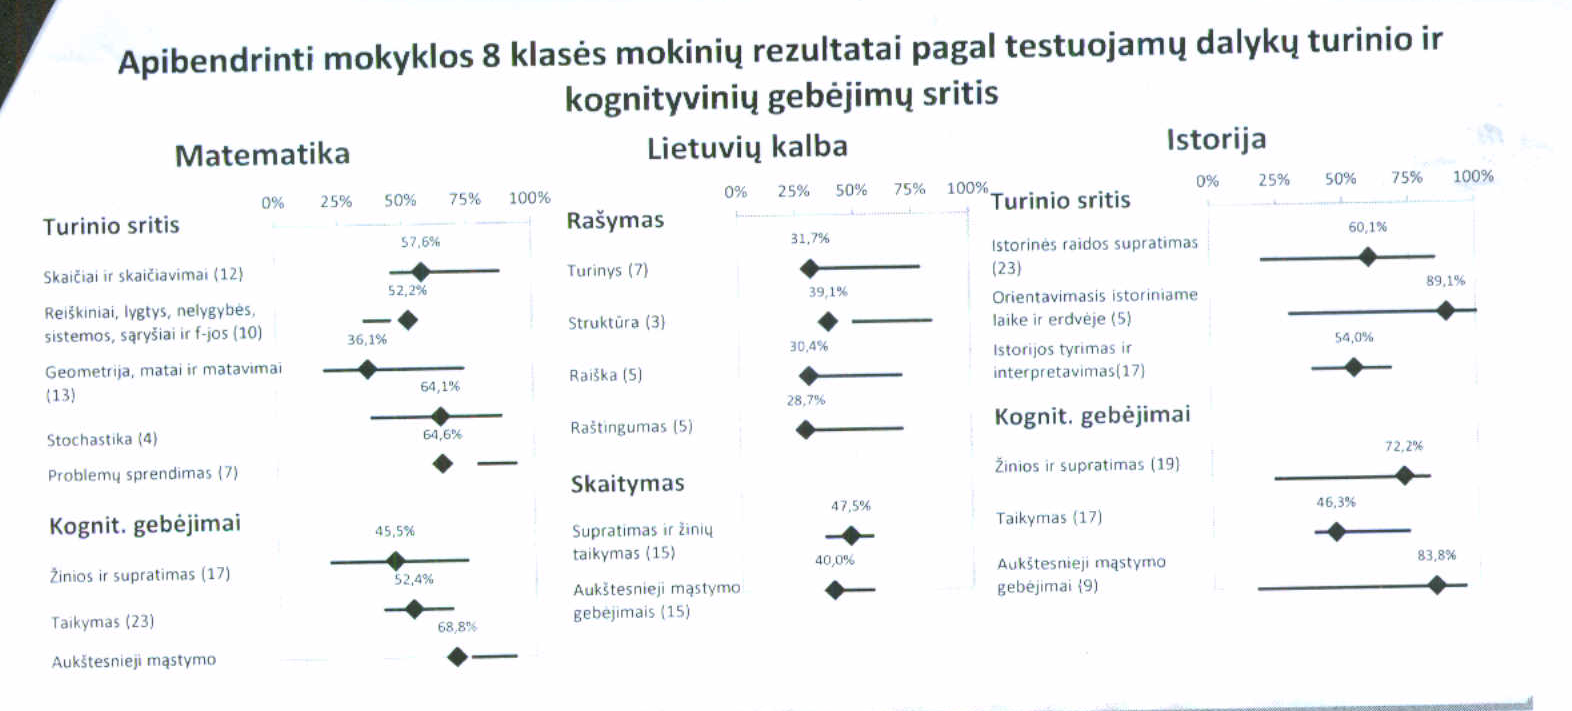 Apibendrinti mokyklos 8 klasės mokinių rezultatai pagal testuojamų dalykų turinio ir
kognityvinių gebėjimų sritis
Matematika
0% 25% 50% 75% 100%
Turinio sritis
57,6%
Skaičiai ir skaičiavimai (12)
52,2%
Reiškiniai, lygtys, nelygybės,
sistemos, sąryšiai ir f-jos (10)
36,1%
Geometrija, matai ir matavimai
(13)
64,1%
Stochastika (4)
64,6%
Problemų sprendimas (7)
Kognit. gebėjimai
45,5%
Žinios ir supratimas (17)
52,4%
Taikymas (23)
68,8%
Aukštesnieji mąstymo
Lietuvių kalba
0% 25% 50% 75% 100%
Rašymas
31,7%
Turinys (7)
39,1%
Struktūra (3)
30,4%
Raiška (5)
28,7%
Raštingumas (5)
Skaitymas
47,5%
Supratimas ir žinių
taikymas (15)
40,0%
Aukštesnieji mąstymo
gebėjimais (15)
Istorija
0% 25% 50% 75% 100%
Turinio sritis
60,1%
Istorinės raidos supratimas
(23)
89,1%
Orientavimasis istoriniame
laike ir erdvėje (5)
54,0%
Istorijos tyrimas ir
interpretavimas(17)
Kognit. gebėjimai
72,2%
Žinios ir supratimas (19)
46,3%
Taikymas (17)
83,8%
Aukštesnieji mąstymo
gebėjimai (9)